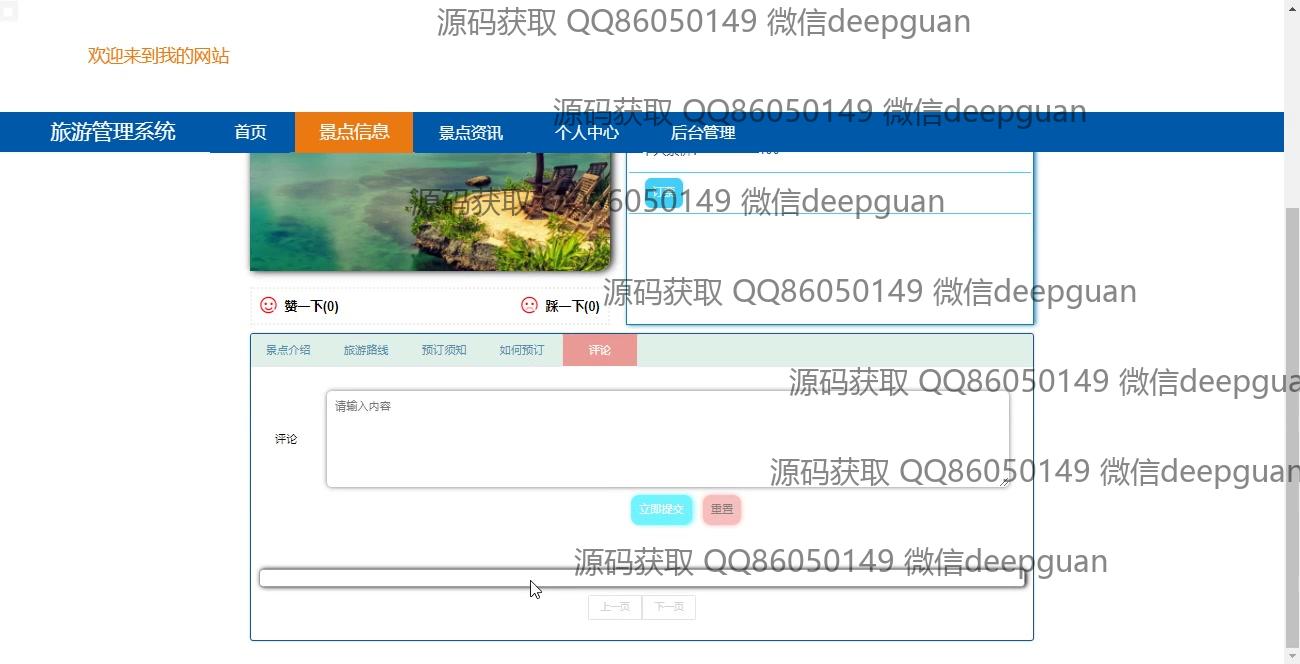 源码获取 QQ86050149 微信deepguan
欢迎来到我的网站
源码获取 QQ86050149 微信deepguan
旅游管理系统 首页 景点信息 景点资讯 个人中心 后台管理
源码获取 QQ86050149 微信deepguan
源码获取 QQ86050149 微信deepguan
赞一下(0) 踩一下(0)
景点介绍 旅游路线 预订须知 如何预订 评论
源码获取 QQ86050149 微信deepgua
请输入内容
评论
源码获取 QQ86050149 微信deepguan
立即提交 重置
源码获取 QQ86050149 微信deepguan
上一页 下一页